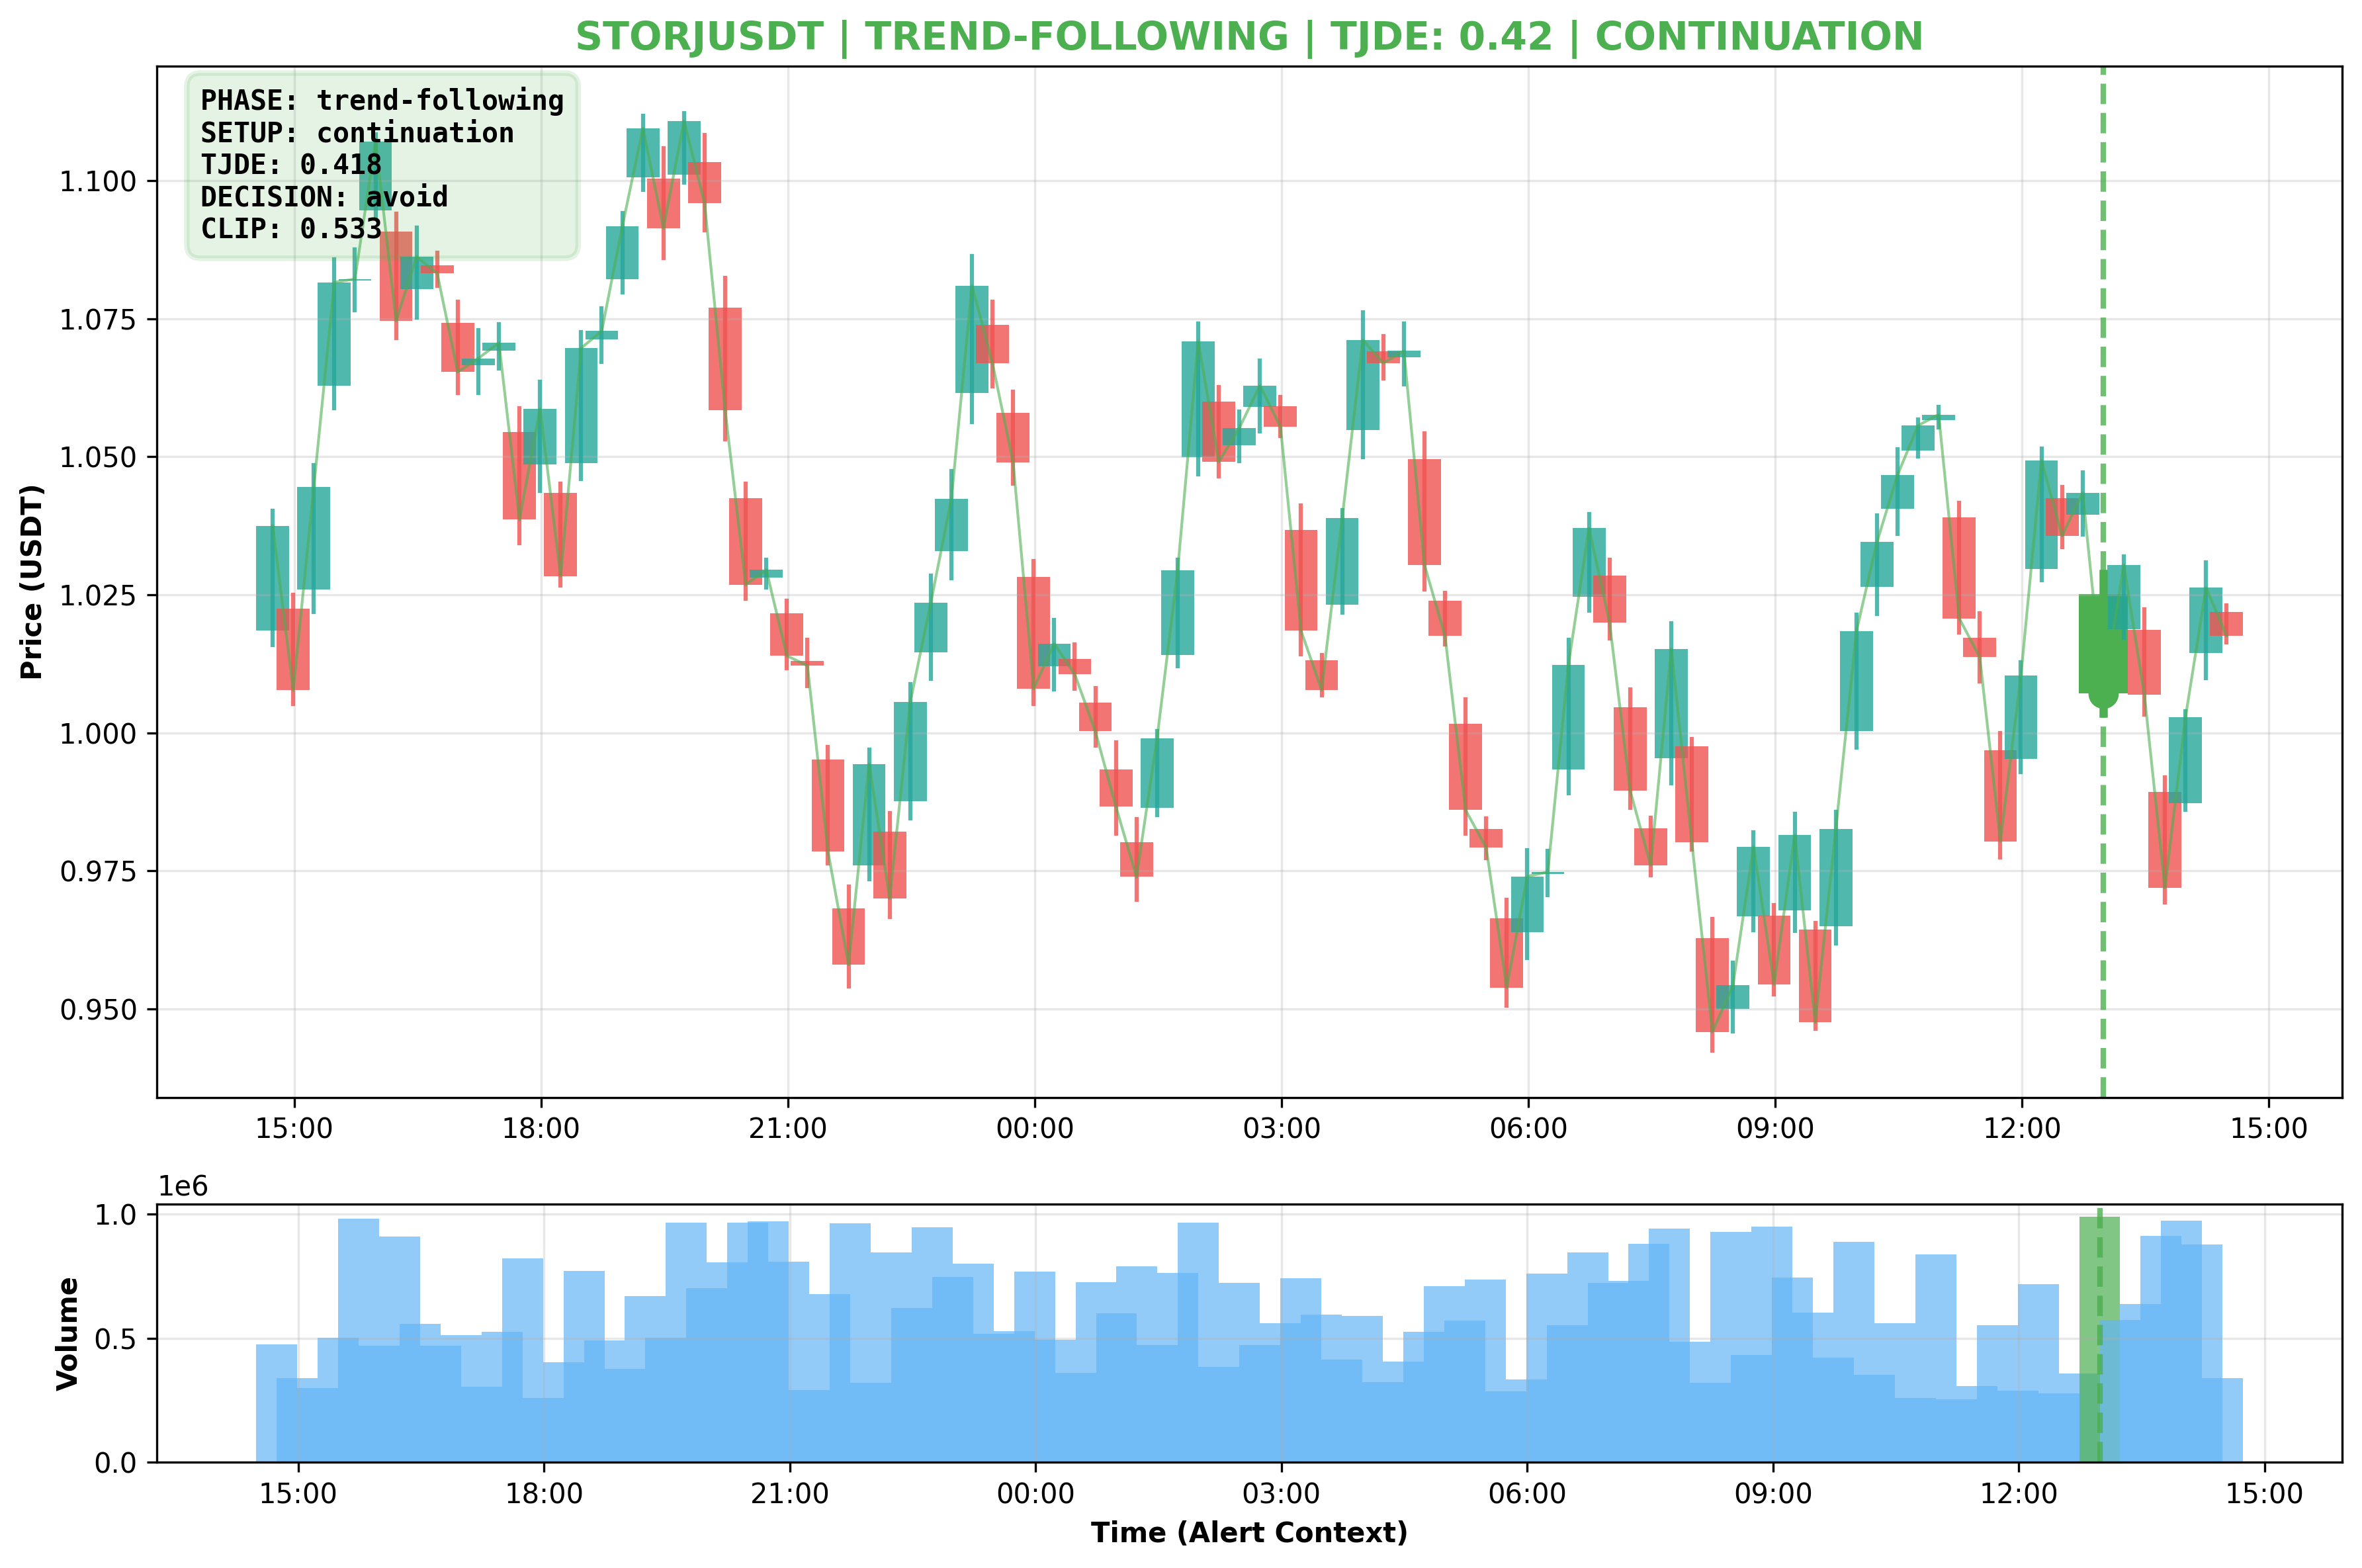 STORJUSDT | TREND-FOLLOWING | TJDE: 0.42 | CONTINUATION
PHASE: trend-following
SETUP: continuation
TJDE: 0.418
DECISION: avoid
CLIP: 0.533
Price (USDT)
1.100
1.075
1.050
1.025
1.000
0.975
0.950
15:00 18:00 21:00 00:00 03:00 06:00 09:00 12:00 15:00
1e6
Volume
1.0
0.5
0.0
15:00 18:00 21:00 00:00 03:00 06:00 09:00 12:00 15:00
Time (Alert Context)